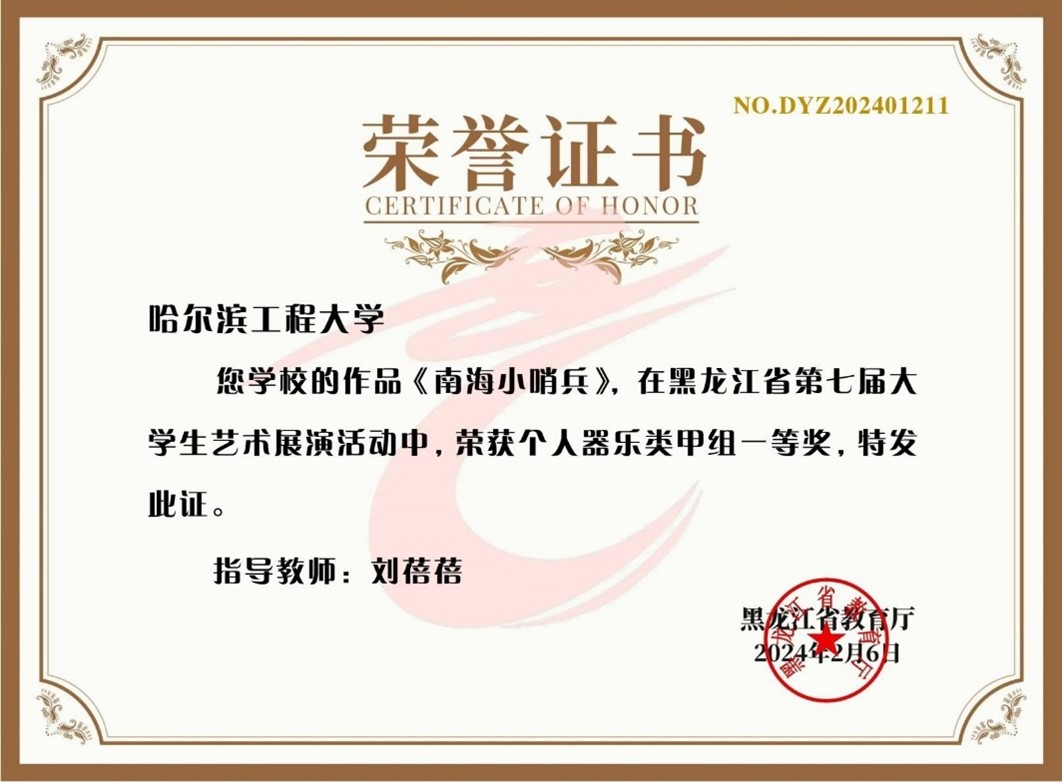 NO.DYZ202401211
荣誉证书
CERTIFICATE OF HONOR
哈尔滨工程大学
您学校的作品《南海小哨兵》，在黑龙江省第七届大
学生艺术展演活动中，荣获个人器乐类甲组一等奖，特发
此证。
指导教师：刘蓓蓓
黑龙江省教育厅
2024年2月6日
黑龙江省教育厅